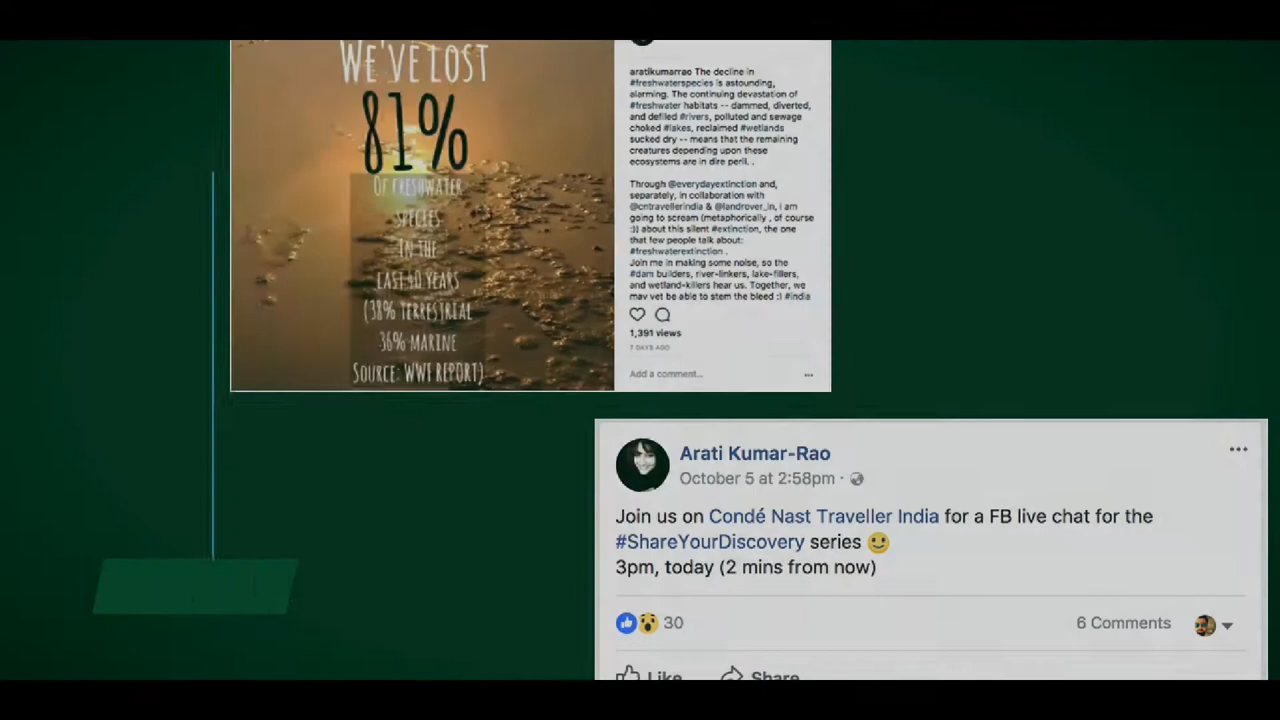 WE'VE LOST
81%
OF FRESHWATER
SPECIES
IN THE
LAST 40 YEARS
(38% TERRESTRIAL
36% MARINE
SOURCE: WWF REPORT)
aratikumarrao The decline in
#freshwaterspecies is astounding,
alarming. The continuing devastation of
#freshwater habitats -- dammed, diverted,
and defiled #rivers, polluted and sewage
choked #lakes, reclaimed #wetlands
sucked dry -- means that the remaining
creatures depending upon these
ecosystems are in dire peril. .
Through @everydayextinction and,
separately, in collaboration with
@cntravellerindia & @landrover_in, i am
going to scream (metaphorically , of course
:)) about this silent #extinction, the one
that few people talk about:
#freshwaterextinction .
Join me in making some noise, so the
#dam builders, river-linkers, lake-fillers,
and wetland-killers hear us. Together, we
may yet be able to stem the bleed :) #india
1,391 views
7 DAYS AGO
Add a comment...
Arati Kumar-Rao
October 5 at 2:58pm
Join us on Condé Nast Traveller India for a FB live chat for the
#ShareYourDiscovery series
3pm, today (2 mins from now)
30
6 Comments
Like Share